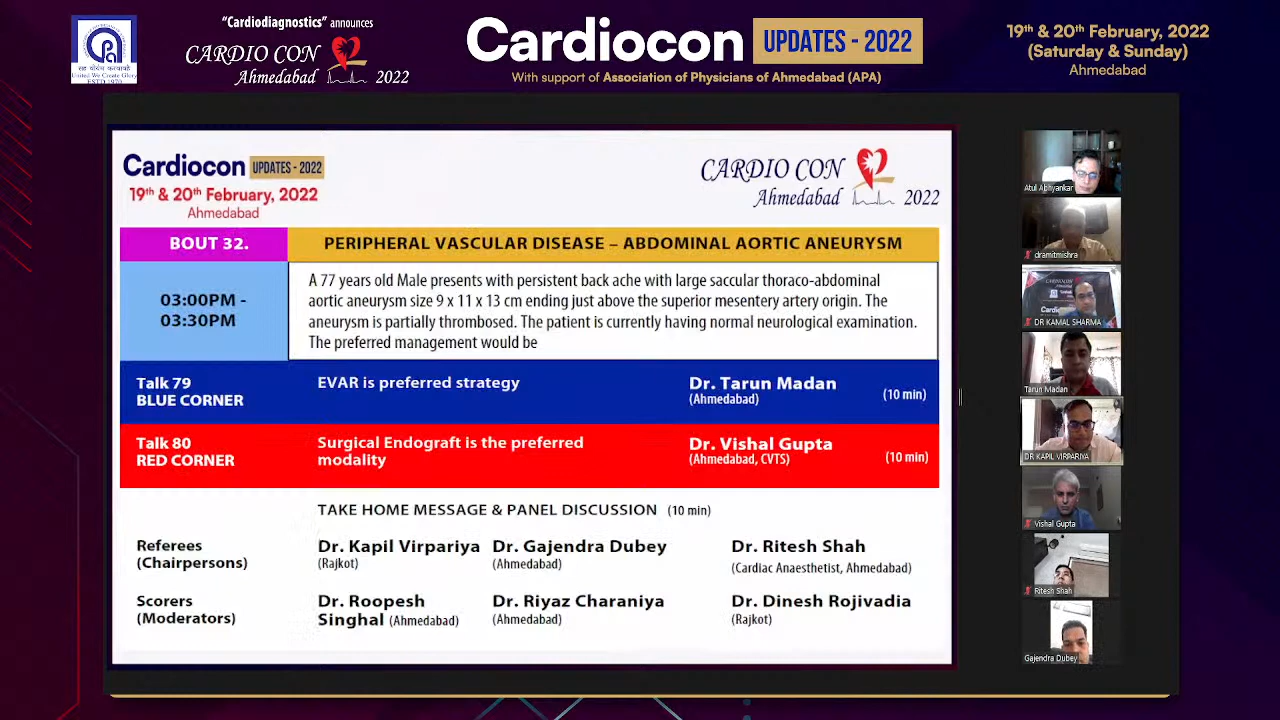 "Cardiodiagnostics" announces
CARDIO CON
Ahmedabad 2022
United We Create Glory
ESTD.1970
Cardiocon UPDATES - 2022
With support of Association of Physicians of Ahmedabad (APA)
19th & 20th February, 2022
(Saturday & Sunday)
Ahmedabad
Cardiocon UPDATES - 2022
19th & 20th February, 2022
Ahmedabad
CARDIO CON
Ahmedabad 2022
BOUT 32. PERIPHERAL VASCULAR DISEASE – ABDOMINAL AORTIC ANEURYSM
03:00PM -
03:30PM
A 77 years old Male presents with persistent back ache with large saccular thoraco-abdominal
aortic aneurysm size 9 x 11 x 13 cm ending just above the superior mesentery artery origin. The
aneurysm is partially thrombosed. The patient is currently having normal neurological examination.
The preferred management would be
Talk 79
BLUE CORNER
EVAR is preferred strategy
Dr. Tarun Madan
(Ahmedabad)
(10 min)
Talk 80
RED CORNER
Surgical Endograft is the preferred
modality
Dr. Vishal Gupta
(Ahmedabad, CVTS)
(10 min)
TAKE HOME MESSAGE & PANEL DISCUSSION (10 min)
Referees
(Chairpersons)
Dr. Kapil Virpariya
(Rajkot)
Dr. Gajendra Dubey
(Ahmedabad)
Dr. Ritesh Shah
(Cardiac Anaesthetist, Ahmedabad)
Scorers
(Moderators)
Dr. Roopesh
Singhal (Ahmedabad)
Dr. Riyaz Charaniya
(Ahmedabad)
Dr. Dinesh Rojivadia
(Rajkot)
Atul Abhyankar
dramitmishra
DR KAMAL SHARMA
Tarun Madan
DR KAPIL VIRPARIYA
Vishal Gupta
Ritesh Shah
Gajendra Dubey